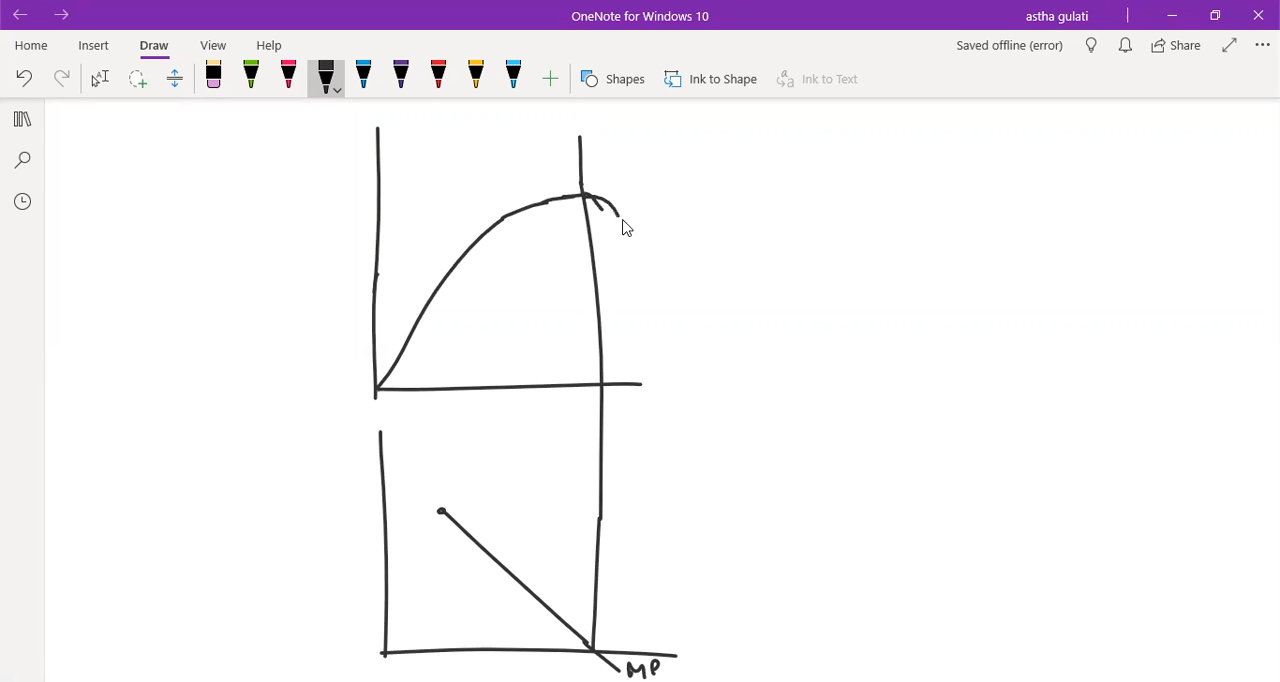 OneNote for Windows 10
astha gulati
Home
Insert
Draw
View
Help
Saved offline (error)
Share
Shapes
Ink to Shape
Ink to Text
MP